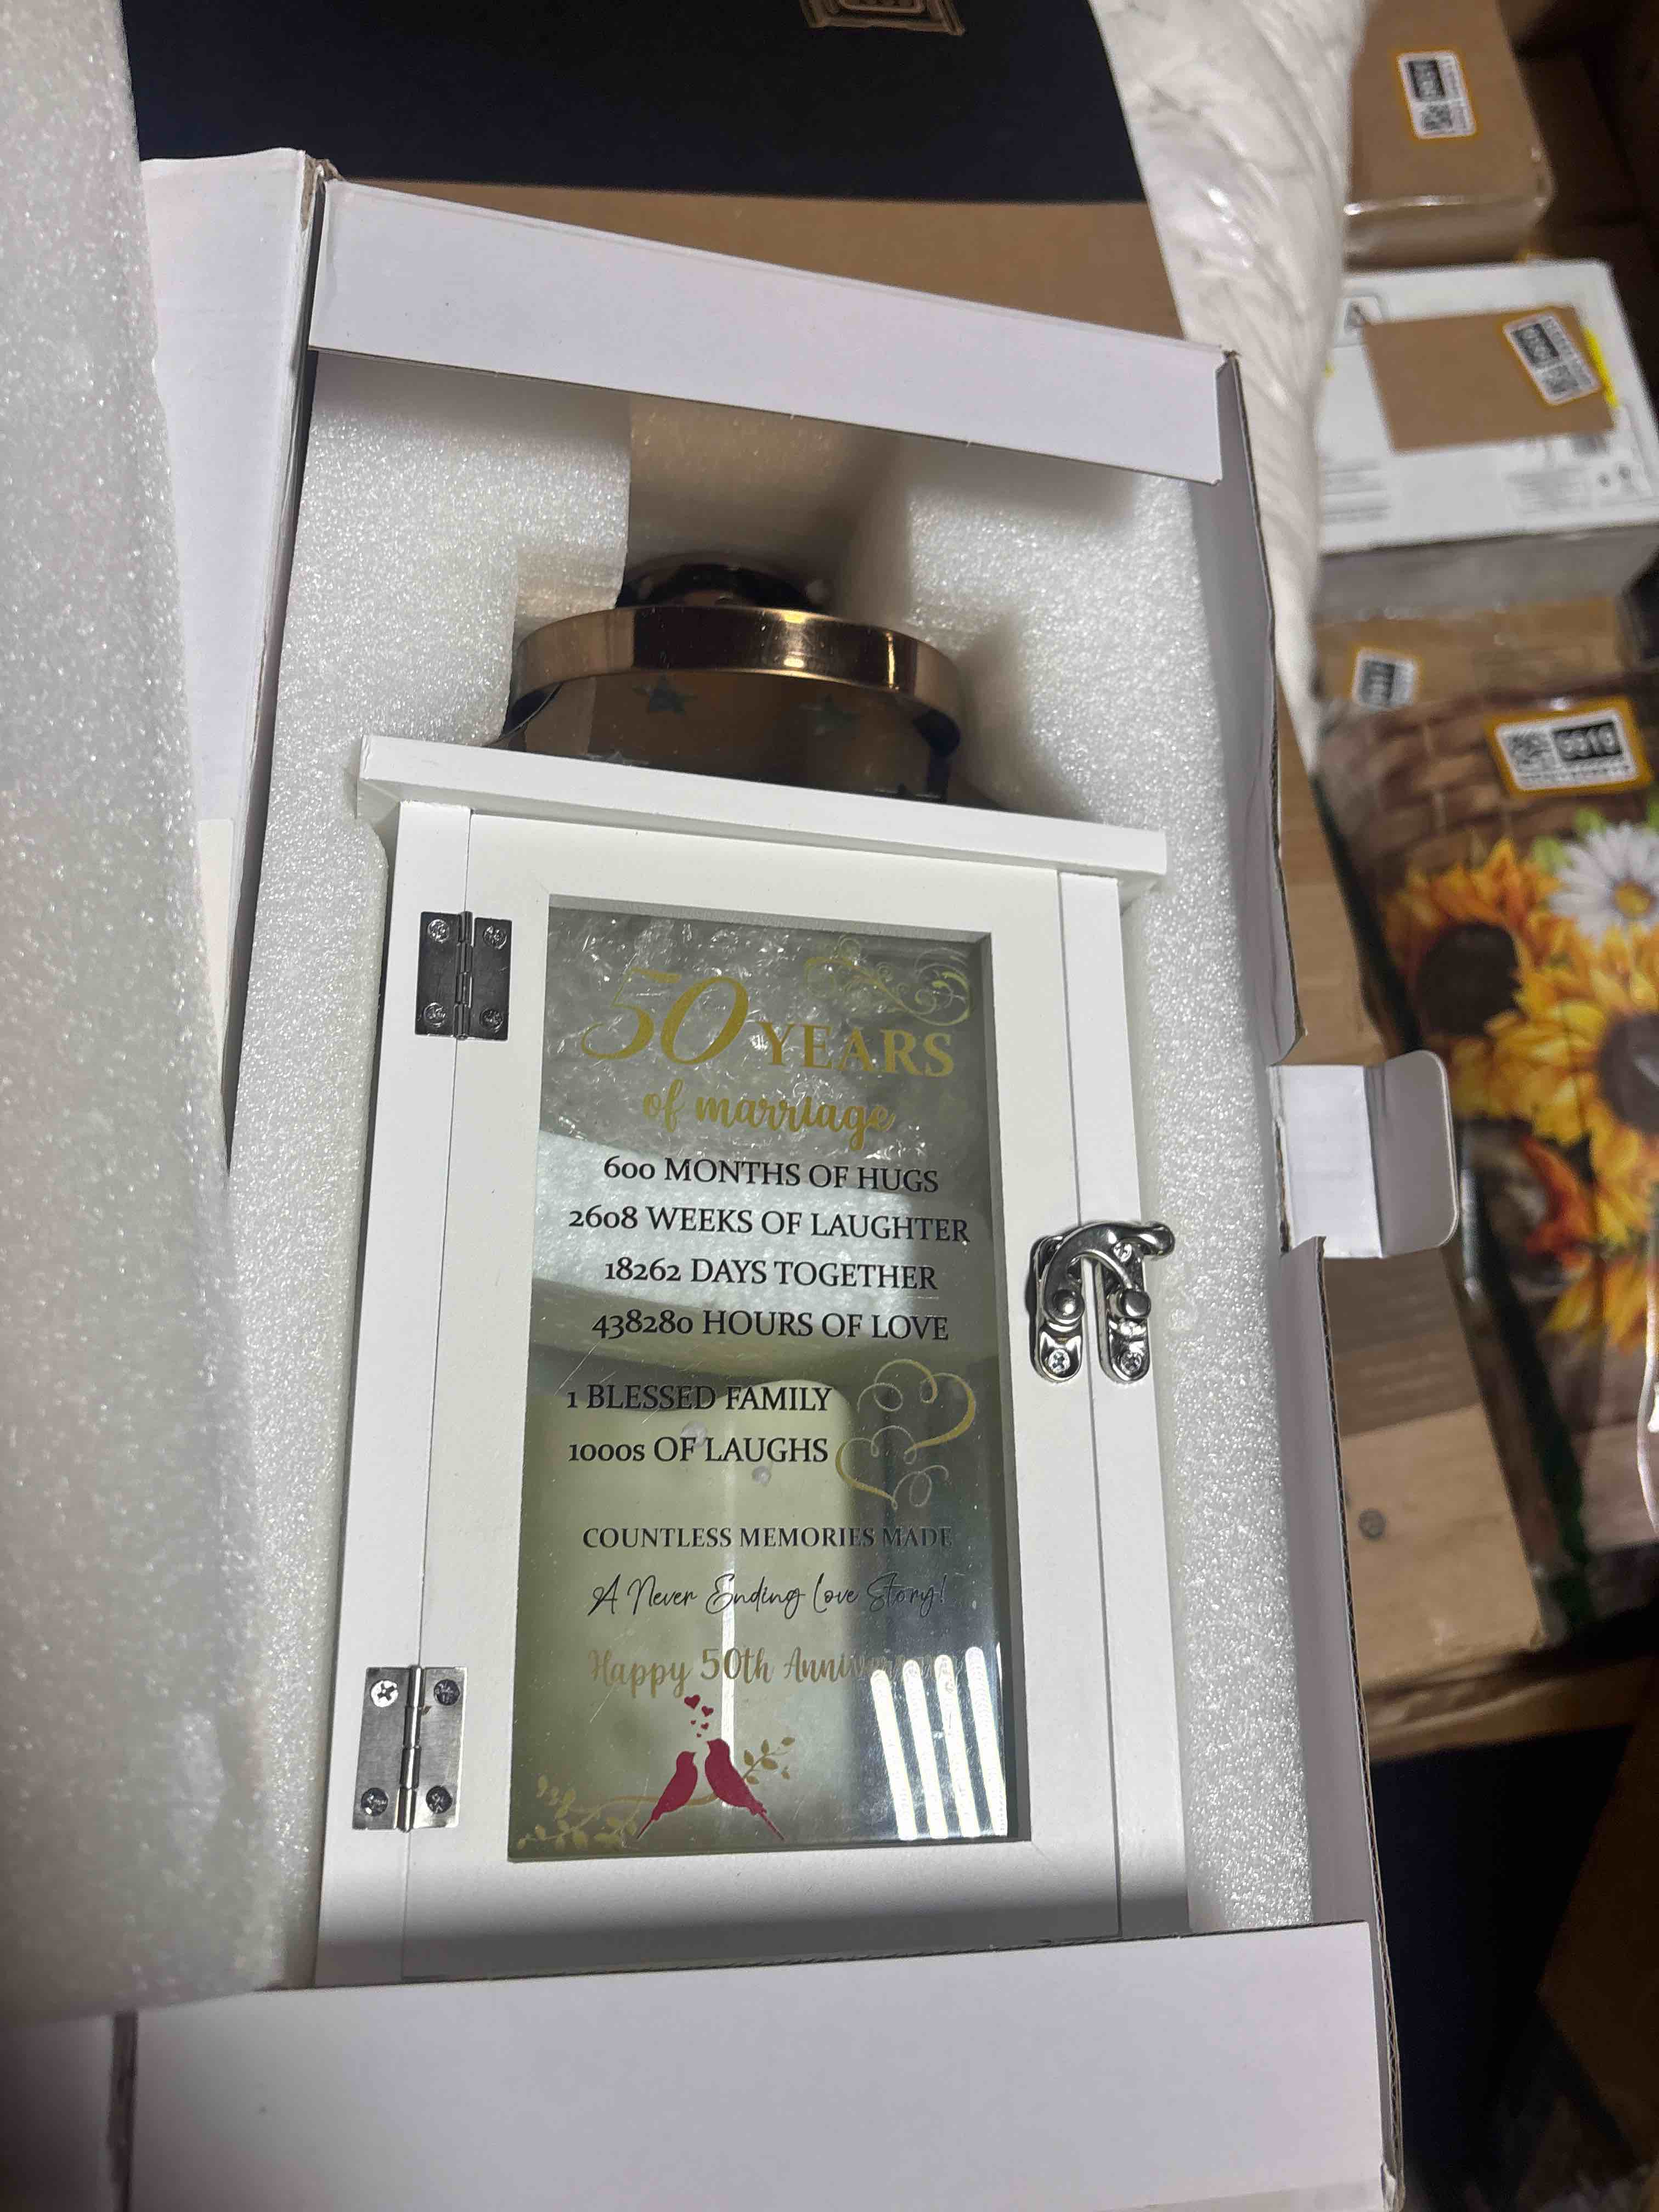 50 YEARS
of marriage
600 MONTHS OF HUGS
2608 WEEKS OF LAUGHTER
18262 DAYS TOGETHER
438280 HOURS OF LOVE
1 BLESSED FAMILY
1000s OF LAUGHS
COUNTLESS MEMORIES MADE
A Never Ending Love Story!
Happy 50th Anniversary